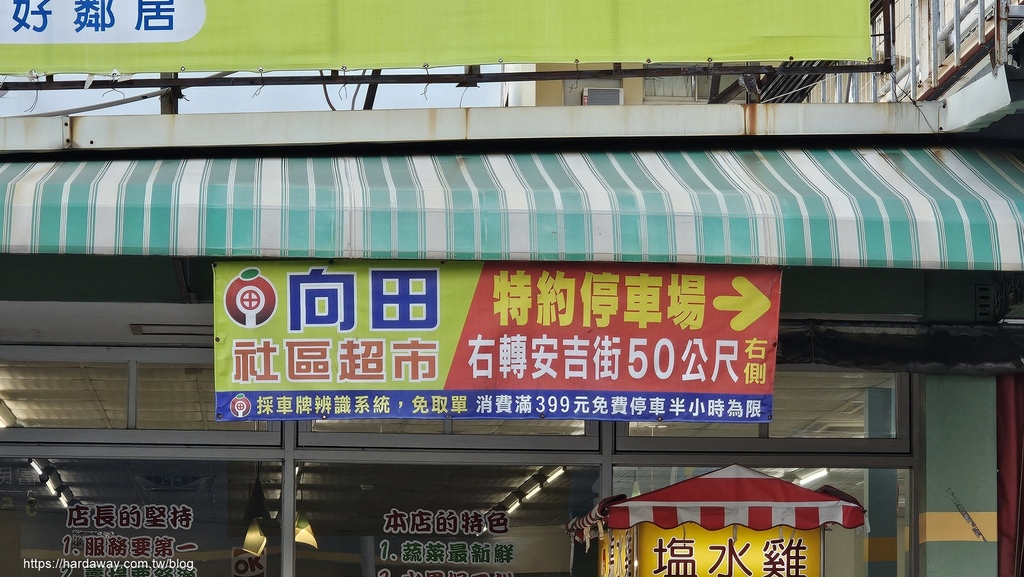 好鄰居
向田
社區超市
特約停車場
右轉安吉街50公尺
右側
採車牌辨識系統，免取單 消費滿399元免費停車半小時為限
店長的堅持
1.服務要第一
本店的特色
1.蔬菜最新鮮
OK
塩水雞
https://hardaway.com.tw/blog